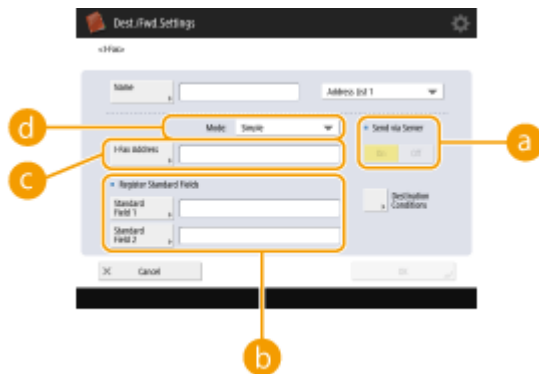 Dest./Fwd.Settings
<I-Fax>
Name
Address List 1
d
Mode:
Simple
Send via Server
a
On
Off
c
I-Fax Address
Register Standard Fields
Standard
Field 1
Destination
Conditions
Standard
Field 2
Cancel
OK
b